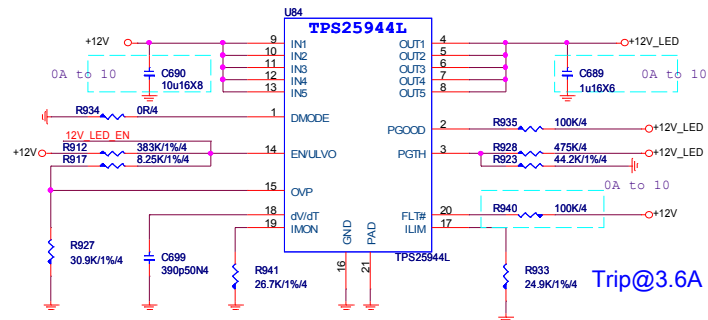 U84
TPS25944L
+12V
9 IN1
10 IN2
11 IN3
12 IN4
13 IN5
OUT1 4
OUT2 5
OUT3 6
OUT4 7
OUT5 8
+12V_LED
0A to 10
C690
10u16X8
C689
1u16X6
0A to 10
R934 0R/4
1 DMODE
PGOOD 2
R935 100K/4
+12V_LED
12V_LED_EN
+12V
R912 383K/1%/4
R917 8.25K/1%/4
14 EN/ULVO
PGTH 3
R928 475K/4
+12V_LED
R923 44.2K/1%/4
0A to 10
15 OVP
18 dV/dT
19 IMON
FLT# 20
ILIM 17
R940 100K/4
+12V
GND
PAD
16
21
TPS25944L
R927
30.9K/1%/4
C699
390p50N4
R941
26.7K/1%/4
R933
24.9K/1%/4
Trip@3.6A